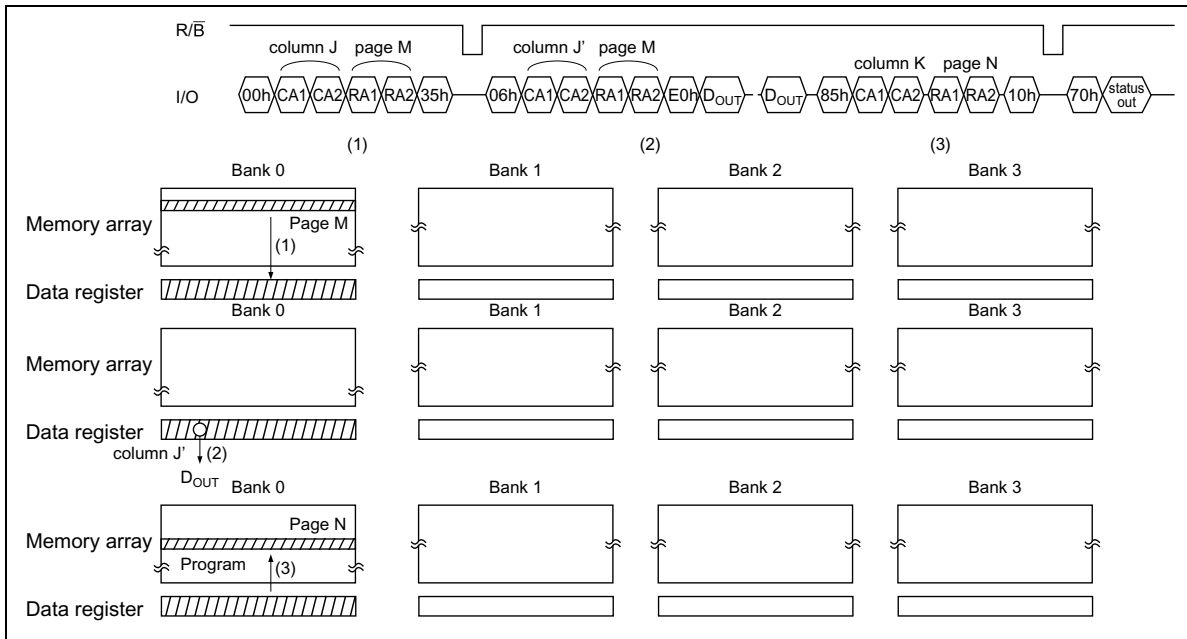 R/B
column J page M column J’ page M column K page N
I/O 00h CA1 CA2 RA1 RA2 35h 06h CA1 CA2 RA1 RA2 E0h DOUT DOUT 85h CA1 CA2 RA1 RA2 10h 70h status out
(1) (2) (3)
Bank 0 Bank 1 Bank 2 Bank 3
Memory array Page M
(1)
Data register
Bank 0 Bank 1 Bank 2 Bank 3
Memory array
Data register
column J’ (2)
DOUT
Bank 0 Bank 1 Bank 2 Bank 3
Page N
Memory array
Program (3)
Data register